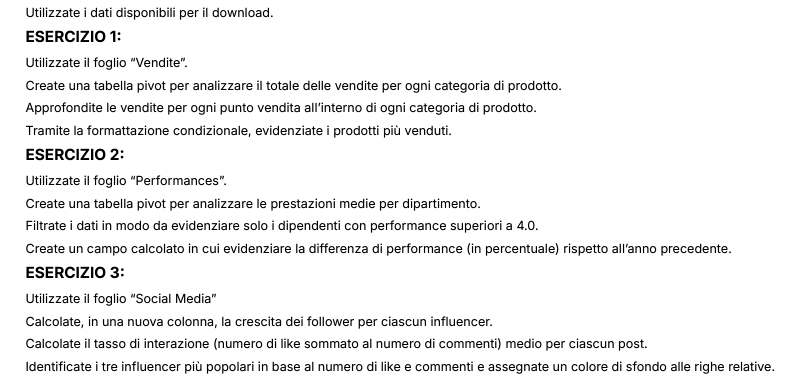 Utilizzate i dati disponibili per il download.
ESERCIZIO 1:
Utilizzate il foglio “Vendite”.
Create una tabella pivot per analizzare il totale delle vendite per ogni categoria di prodotto.
Approfondite le vendite per ogni punto vendita all’interno di ogni categoria di prodotto.
Tramite la formattazione condizionale, evidenziate i prodotti più venduti.
ESERCIZIO 2:
Utilizzate il foglio “Performances”.
Create una tabella pivot per analizzare le prestazioni medie per dipartimento.
Filtrate i dati in modo da evidenziare solo i dipendenti con performance superiori a 4.0.
Create un campo calcolato in cui evidenziare la differenza di performance (in percentuale) rispetto all’anno precedente.
ESERCIZIO 3:
Utilizzate il foglio “Social Media”
Calcolate, in una nuova colonna, la crescita dei follower per ciascun influencer.
Calcolate il tasso di interazione (numero di like sommato al numero di commenti) medio per ciascun post.
Identificate i tre influencer più popolari in base al numero di like e commenti e assegnate un colore di sfondo alle righe relative.